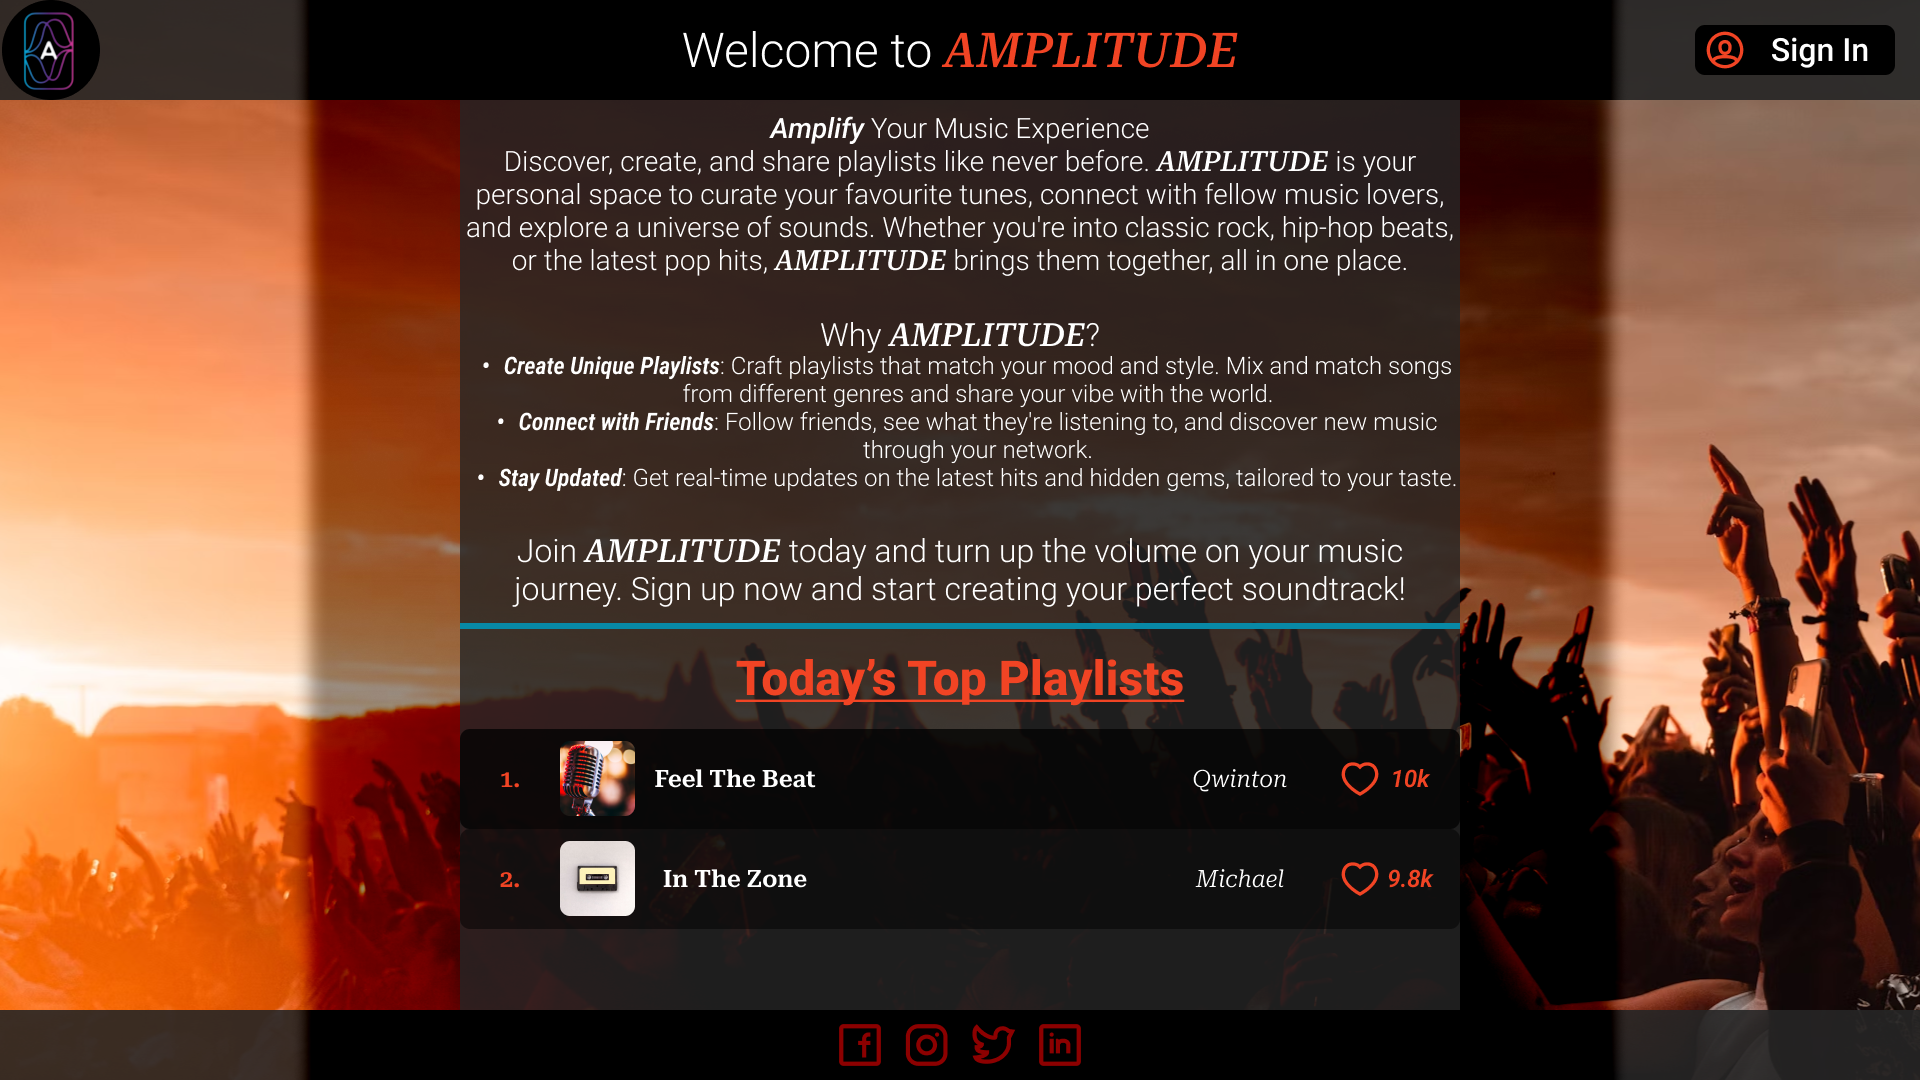 A
Welcome to AMPLITUDE
Sign In
Amplify Your Music Experience
Discover, create, and share playlists like never before. AMPLITUDE is your
personal space to curate your favourite tunes, connect with fellow music lovers,
and explore a universe of sounds. Whether you're into classic rock, hip-hop beats,
or the latest pop hits, AMPLITUDE brings them together, all in one place.
Why AMPLITUDE?
• Create Unique Playlists: Craft playlists that match your mood and style. Mix and match songs
from different genres and share your vibe with the world.
• Connect with Friends: Follow friends, see what they're listening to, and discover new music
through your network.
• Stay Updated: Get real-time updates on the latest hits and hidden gems, tailored to your taste.
Join AMPLITUDE today and turn up the volume on your music
journey. Sign up now and start creating your perfect soundtrack!
Today’s Top Playlists
1. Feel The Beat Qwinton 10k
2. In The Zone Michael 9.8k